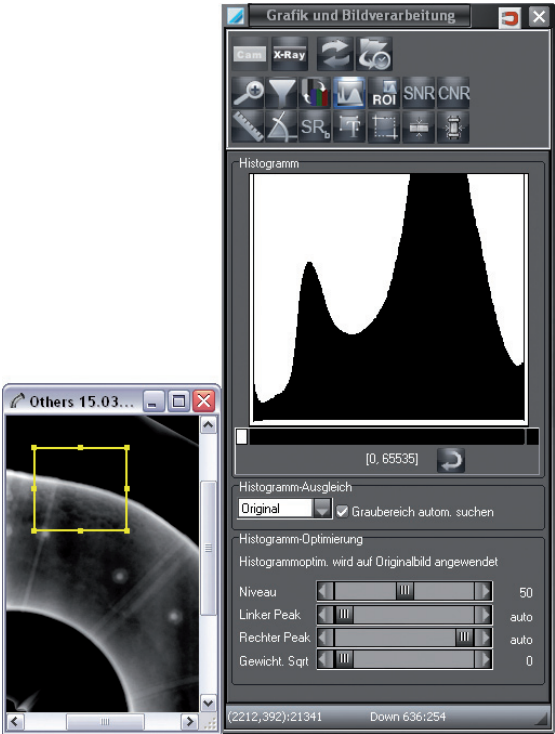 Grafik und Bildverarbeitung
Cam X-Ray
ROI SNR CNR
SR T
Histogramm
[0, 65535]
Histogramm-Ausgleich
Original Graubereich autom. suchen
Histogramm-Optimierung
Histogrammoptim. wird auf Originalbild angewendet
Niveau 50
Linker Peak auto
Rechter Peak auto
Gewicht. Sqrt 0
(2212,392):21341 Down 636:254
Others 15.03...